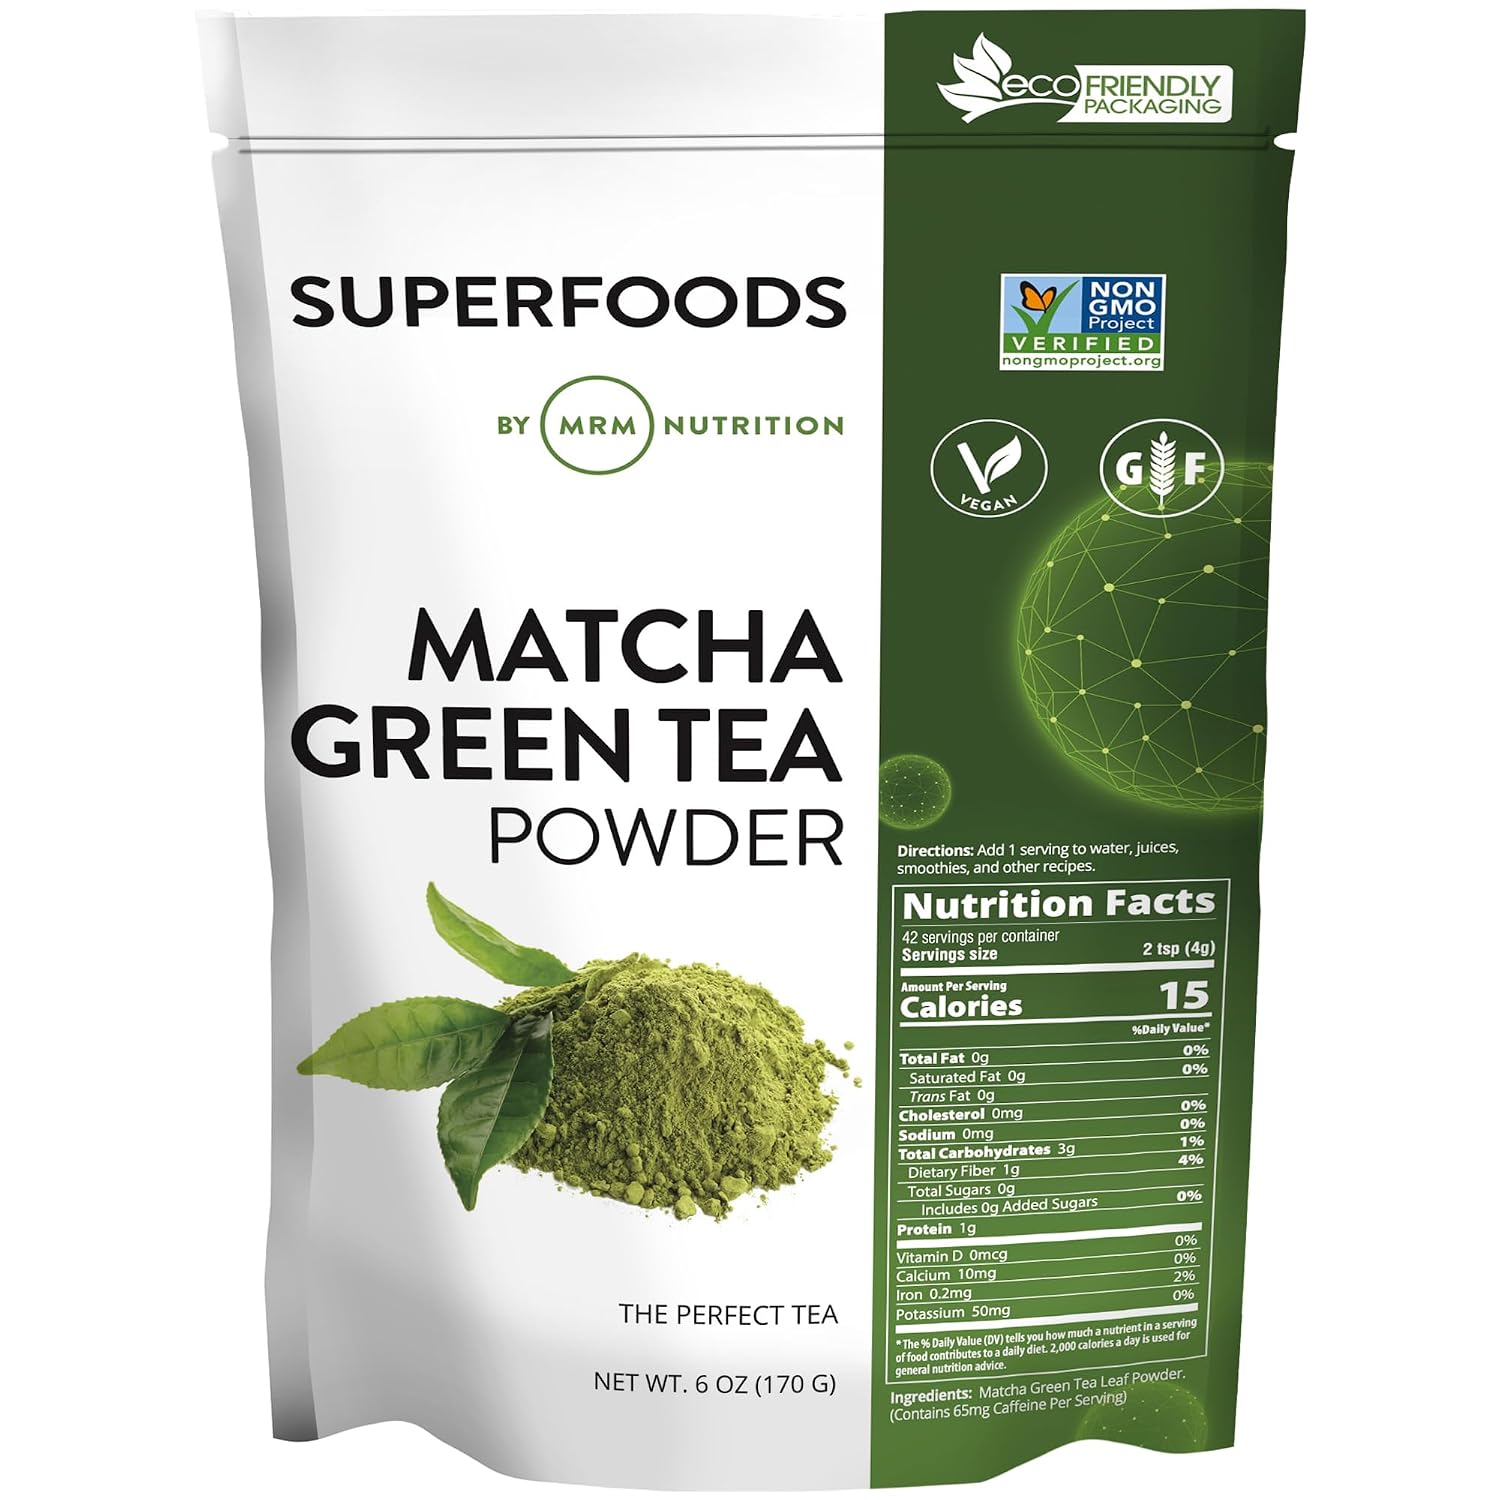 eco FRIENDLY
PACKAGING
SUPERFOODS
BY MRM NUTRITION
NON
GMO
Project
VERIFIED
nongmoproject.org
VEGAN
G F
MATCHA
GREEN TEA
POWDER
THE PERFECT TEA
NET WT. 6 OZ (170 G)
Directions: Add 1 serving to water, juices,
smoothies, and other recipes.
Nutrition Facts
42 servings per container
Servings size 2 tsp (4g)
Amount Per Serving
Calories 15
%Daily Value*
Total Fat 0g 0%
Saturated Fat 0g 0%
Trans Fat 0g
Cholesterol 0mg 0%
Sodium 0mg 0%
Total Carbohydrates 3g 1%
Dietary Fiber 1g 4%
Total Sugars 0g
Includes 0g Added Sugars 0%
Protein 1g
Vitamin D 0mcg 0%
Calcium 10mg 0%
Iron 0.2mg 2%
Potassium 50mg 0%
*The % Daily Value (DV) tells you how much a nutrient in a serving
of food contributes to a daily diet. 2,000 calories a day is used for
general nutrition advice.
Ingredients: Matcha Green Tea Leaf Powder.
(Contains 65mg Caffeine Per Serving)